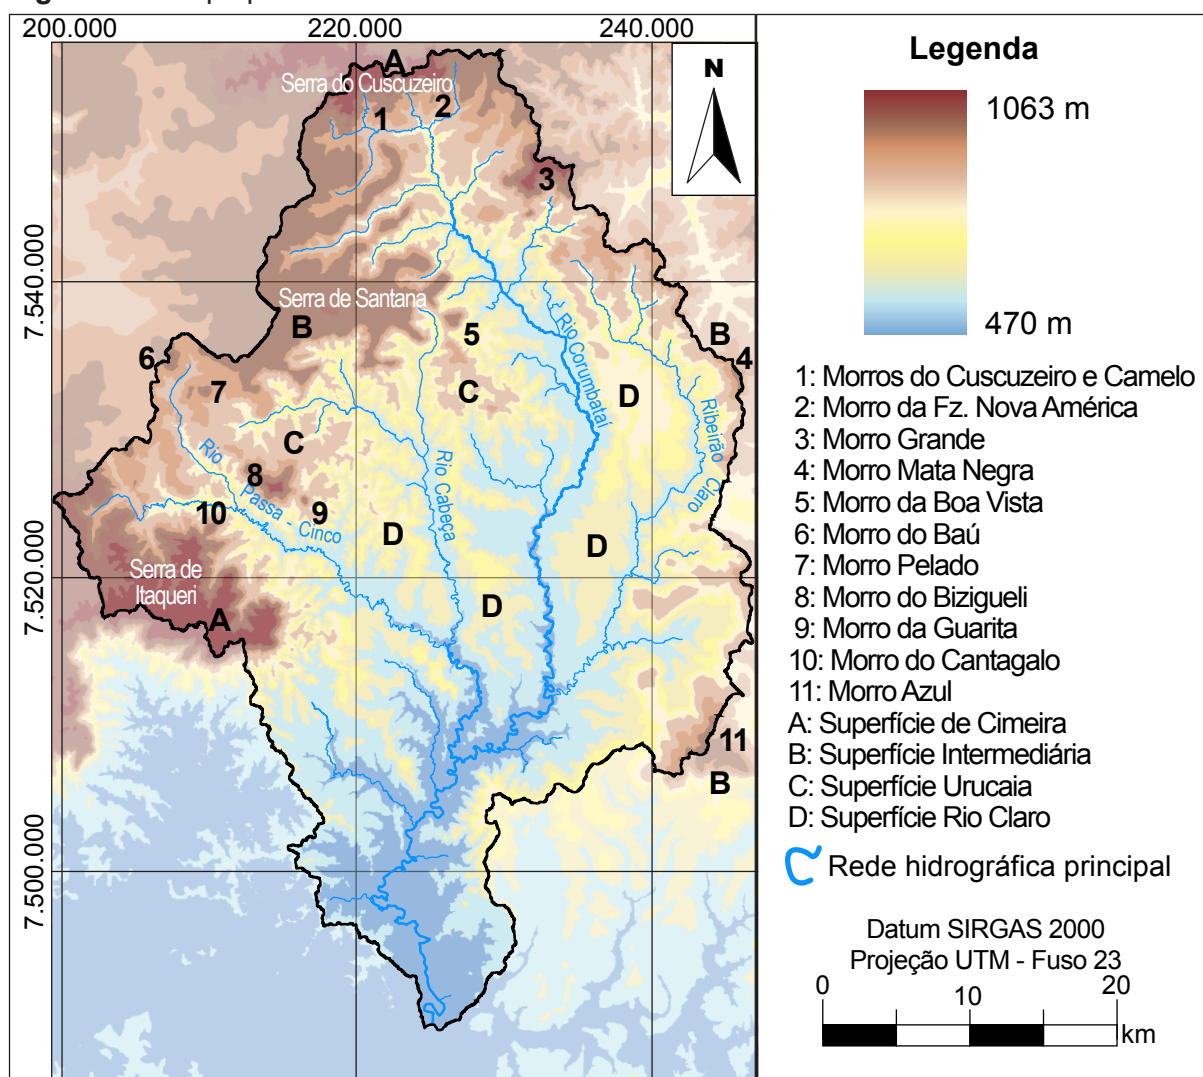 200.000 220.000 240.000
A
Serra do Cuscuzeiro
1
2
3
N
7.540.000
Serra de Santana
B
5
B
4
6
7
C
D
Rio Corumbataí
Ribeirão Claro
C
8
9
10
Rio Passa - Cinco
Rio Cabeça
D
D
7.520.000
Serra de
Itaqueri
A
D
11
B
7.500.000
Legenda
1063 m
470 m
1: Morros do Cuscuzeiro e Camelo
2: Morro da Fz. Nova América
3: Morro Grande
4: Morro Mata Negra
5: Morro da Boa Vista
6: Morro do Baú
7: Morro Pelado
8: Morro do Bizigueli
9: Morro da Guarita
10: Morro do Cantagalo
11: Morro Azul
A: Superfície de Cimeira
B: Superfície Intermediária
C: Superfície Urucaia
D: Superfície Rio Claro
Rede hidrográfica principal
Datum SIRGAS 2000
Projeção UTM - Fuso 23
0 10 20
km